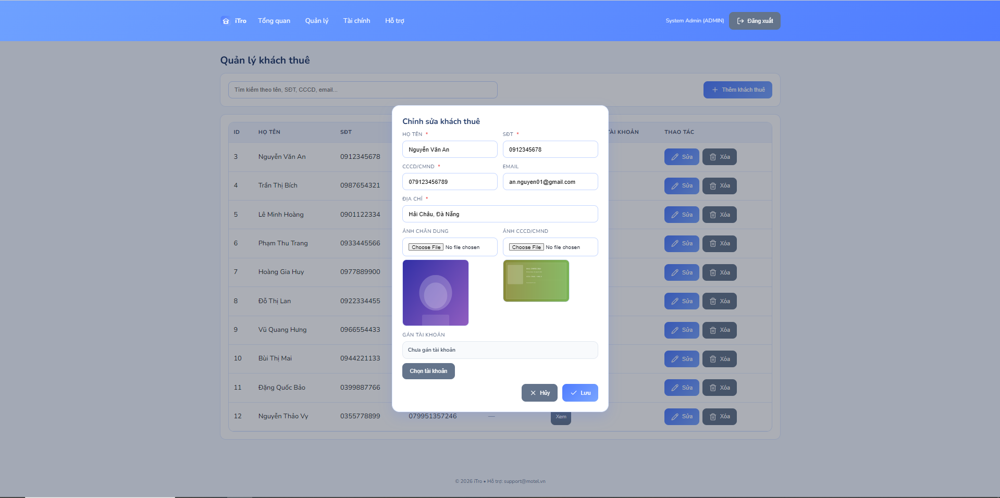 iTro Tổng quan Quản lý Tài chính Hỗ trợ System Admin (ADMIN) Đăng xuất
Quản lý khách thuê
Tìm kiếm theo tên, SĐT, CCCD, email... Thêm khách thuê
ID HỌ TÊN SĐT TÀI KHOẢN THAO TÁC
3 Nguyễn Văn An 0912345678 Sửa Xóa
4 Trần Thị Bích 0987654321 Sửa Xóa
5 Lê Minh Hoàng 0901122334 Sửa Xóa
6 Phạm Thu Trang 0933445566 Sửa Xóa
7 Hoàng Gia Huy 0977889900 Sửa Xóa
8 Đỗ Thị Lan 0922334455 Sửa Xóa
9 Vũ Quang Hưng 0966554433 Sửa Xóa
10 Bùi Thị Mai 0944221133 Sửa Xóa
11 Đặng Quốc Bảo 0399887766 Sửa Xóa
12 Nguyễn Thảo Vy 0355778899 079951357246 — Xem Sửa Xóa
Chỉnh sửa khách thuê
HỌ TÊN * SĐT *
Nguyễn Văn An 0912345678
CCCD/CMND * EMAIL
079123456789 an.nguyen01@gmail.com
ĐỊA CHỈ *
Hải Châu, Đà Nẵng
ẢNH CHÂN DUNG ẢNH CCCD/CMND
Choose File No file chosen Choose File No file chosen
GÁN TÀI KHOẢN
Chưa gán tài khoản
Chọn tài khoản
Hủy Lưu
© 2026 iTro • Hỗ trợ: support@motel.vn